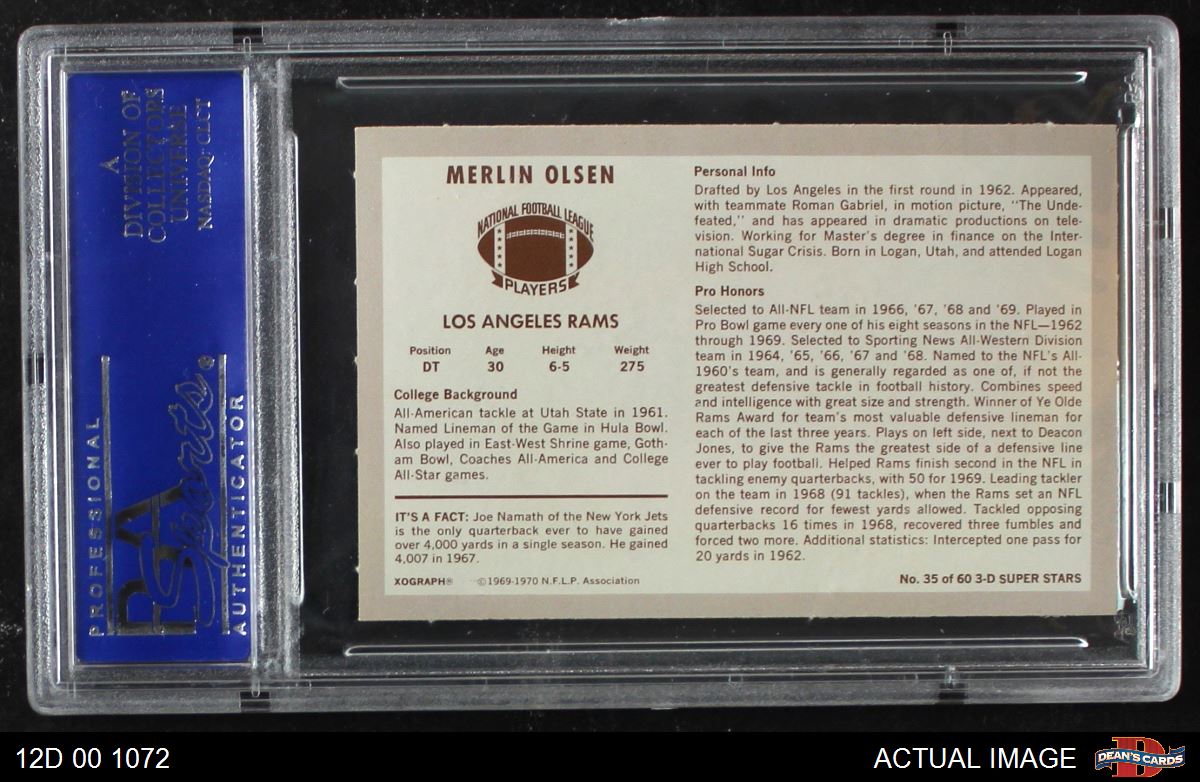 A
DIVISION OF
COLLECTORS
UNIVERSE
NASDAQ: CLCT
PROFESSIONAL
PSA
Sports®
AUTHENTICATOR
MERLIN OLSEN
NATIONAL FOOTBALL LEAGUE
PLAYERS
LOS ANGELES RAMS
Position Age Height Weight
DT 30 6-5 275
College Background
All-American tackle at Utah State in 1961.
Named Lineman of the Game in Hula Bowl.
Also played in East-West Shrine game, Goth-
am Bowl, Coaches All-America and College
All-Star games.
IT'S A FACT: Joe Namath of the New York Jets
is the only quarterback ever to have gained
over 4,000 yards in a single season. He gained
4,007 in 1967.
XOGRAPH® ©1969-1970 N.F.L.P. Association
Personal Info
Drafted by Los Angeles in the first round in 1962. Appeared,
with teammate Roman Gabriel, in motion picture, "The Unde-
feated," and has appeared in dramatic productions on tele-
vision. Working for Master's degree in finance on the Inter-
national Sugar Crisis. Born in Logan, Utah, and attended Logan
High School.
Pro Honors
Selected to All-NFL team in 1966, '67, '68 and '69. Played in
Pro Bowl game every one of his eight seasons in the NFL—1962
through 1969. Selected to Sporting News All-Western Division
team in 1964, '65, '66, '67 and '68. Named to the NFL's All-
1960's team, and is generally regarded as one of, if not the
greatest defensive tackle in football history. Combines speed
and intelligence with great size and strength. Winner of Ye Olde
Rams Award for team's most valuable defensive lineman for
each of the last three years. Plays on left side, next to Deacon
Jones, to give the Rams the greatest side of a defensive line
ever to play football. Helped Rams finish second in the NFL in
tackling enemy quarterbacks, with 50 for 1969. Leading tackler
on the team in 1968 (91 tackles), when the Rams set an NFL
defensive record for fewest yards allowed. Tackled opposing
quarterbacks 16 times in 1968, recovered three fumbles and
forced two more. Additional statistics: Intercepted one pass for
20 yards in 1962.
No. 35 of 60 3-D SUPER STARS
12D 00 1072
ACTUAL IMAGE
D
DEAN'S CARDS